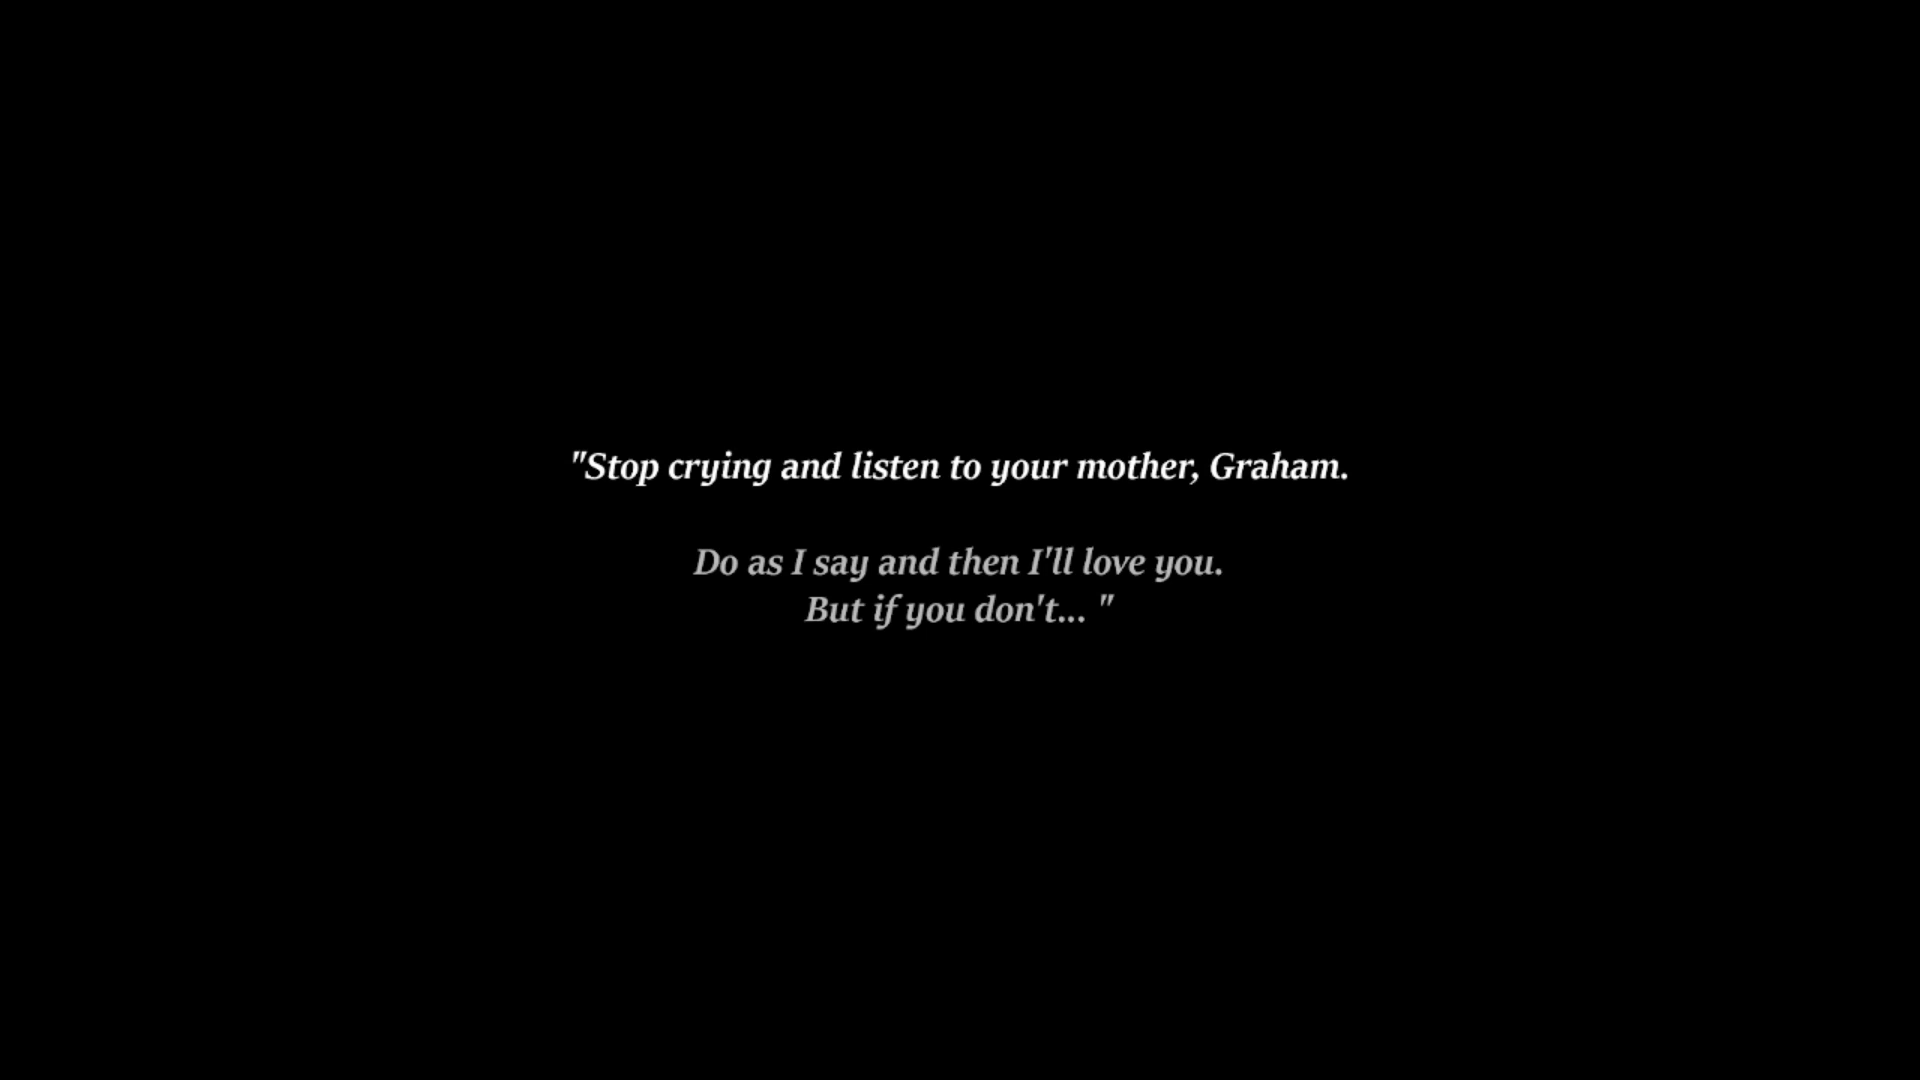 "Stop crying and listen to your mother, Graham.
Do as I say and then I'll love you.
But if you don't... "